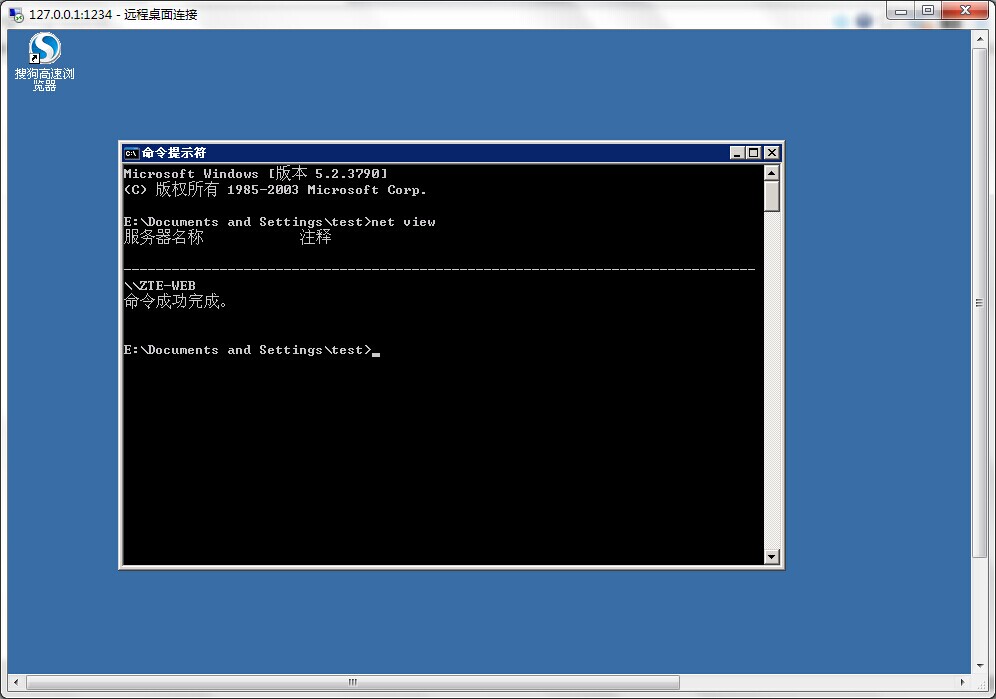 127.0.0.1:1234 - 远程桌面连接
搜狗高速浏
览器
命令提示符
Microsoft Windows [版本 5.2.3790]
(C) 版权所有 1985-2003 Microsoft Corp.
E:\Documents and Settings\test>net view
服务器名称            注释
-------------------------------------------------------------------------------
\\ZTE-WEB
命令成功完成。
E:\Documents and Settings\test>_